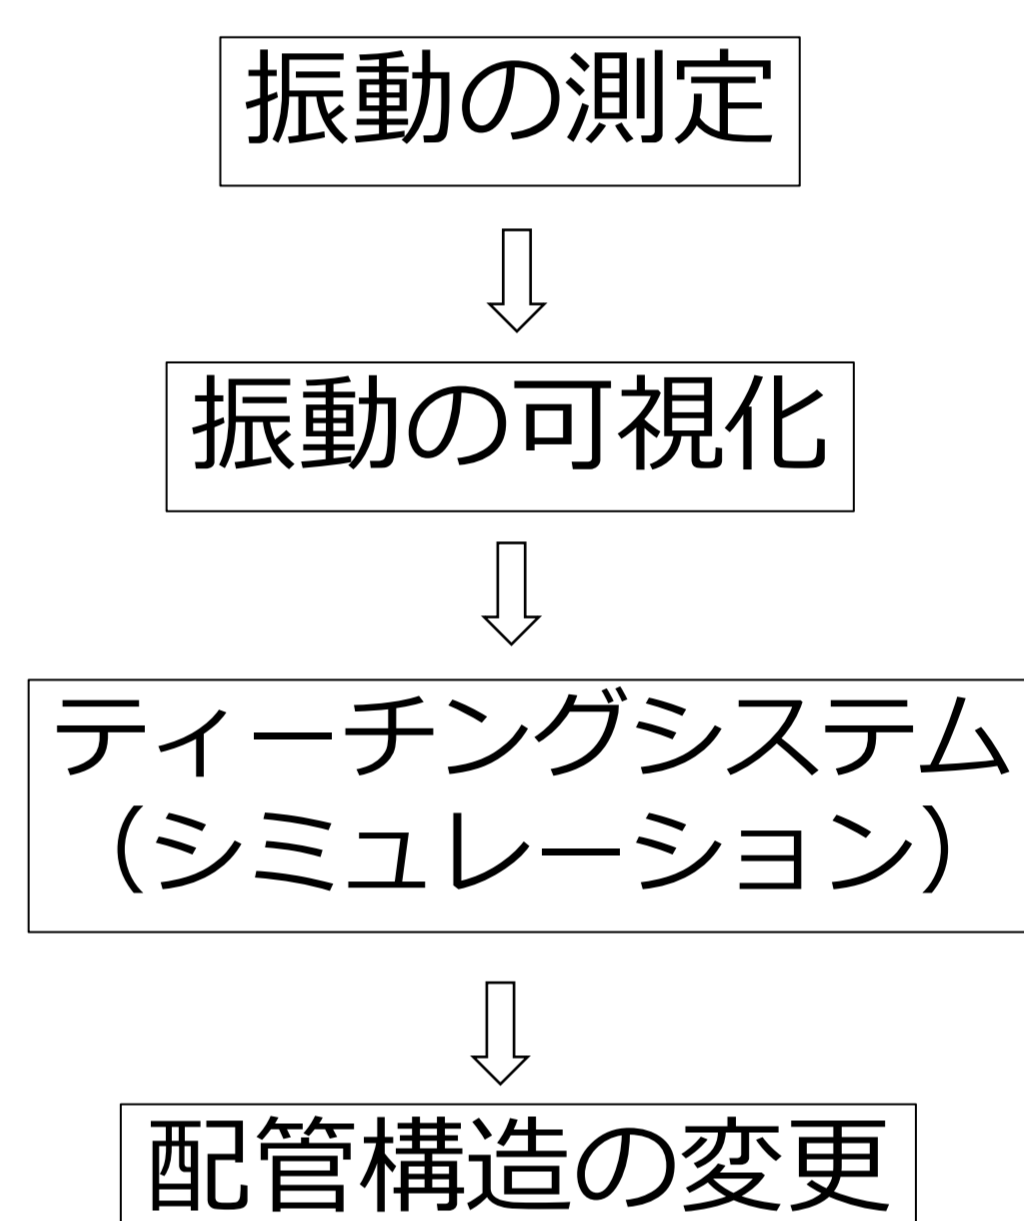 振動の測定
振動の可視化
ティーチングシステム
（シミュレーション）
配管構造の変更